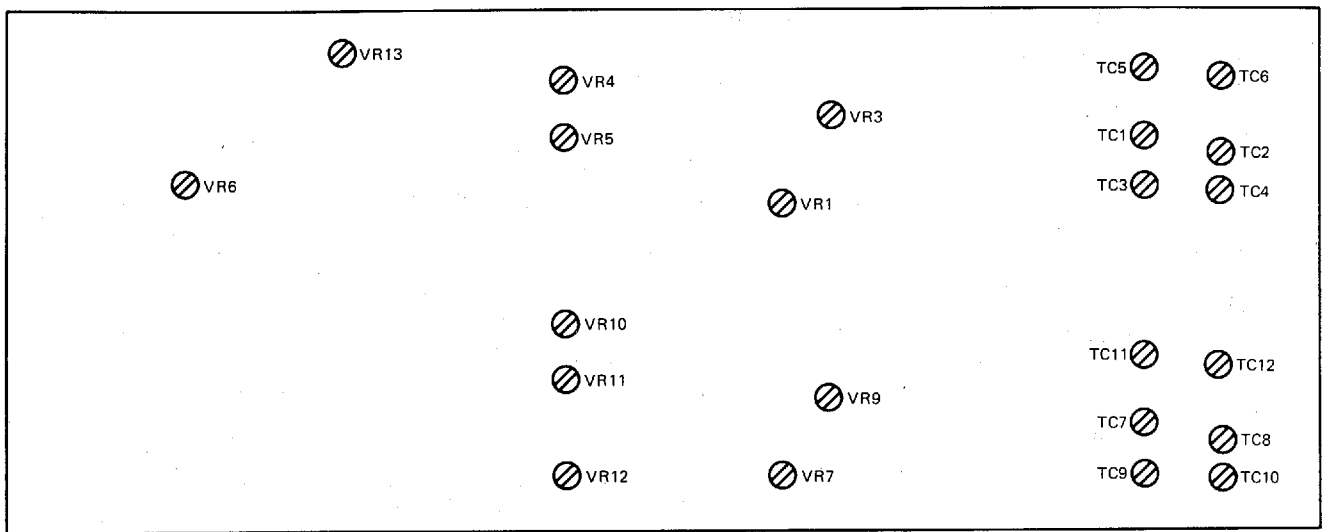 VR13
VR4
TC5
TC6
VR3
VR5
TC1
TC2
VR6
TC3
TC4
VR1
VR10
TC11
TC12
VR11
VR9
TC7
TC8
VR12
VR7
TC9
TC10